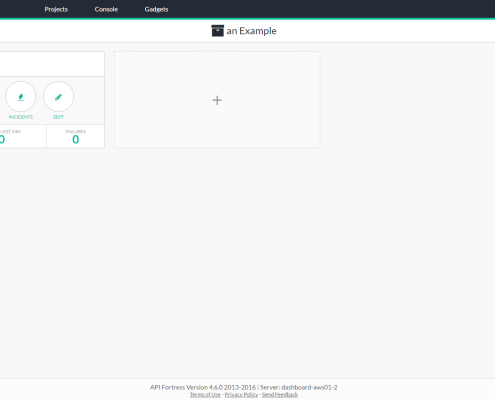 Projects Console Gadgets
an Example
+
INCIDENTS EDIT
LAST 24H FAILURES
0 0
API Fortress Version 4.6.0 2013-2016 | Server: dashboard-aws01-2
Terms of Use - Privacy Policy - Send Feedback